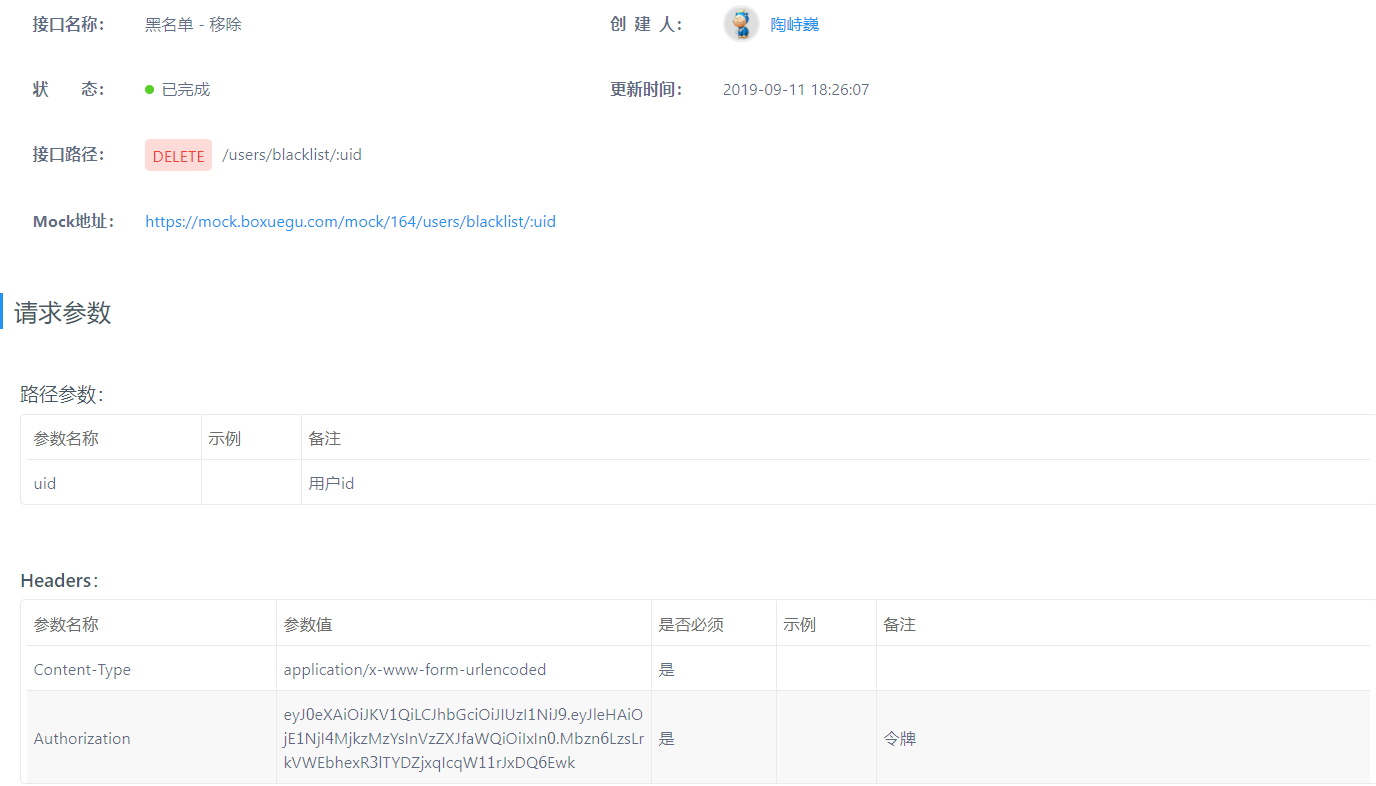 接口名称： 黑名单 - 移除 创 建 人： 陶峙巍
状 态： 已完成 更新时间： 2019-09-11 18:26:07
接口路径： DELETE /users/blacklist/:uid
Mock地址： https://mock.boxuegu.com/mock/164/users/blacklist/:uid
请求参数
路径参数：
参数名称 示例 备注
uid 用户id
Headers：
参数名称 参数值 是否必须 示例 备注
Content-Type application/x-www-form-urlencoded 是
Authorization eyJ0eXAiOiJKV1QiLCJhbGciOiJIUzI1NiJ9.eyJleHAiO
jE1NjI4MjkzMzYsInVzZXJfaWQiOiIxIn0.Mbzn6LzsLr
kVWEbhexR3lTYDZjxqIcqW11rJxDQ6Ewk 是 令牌